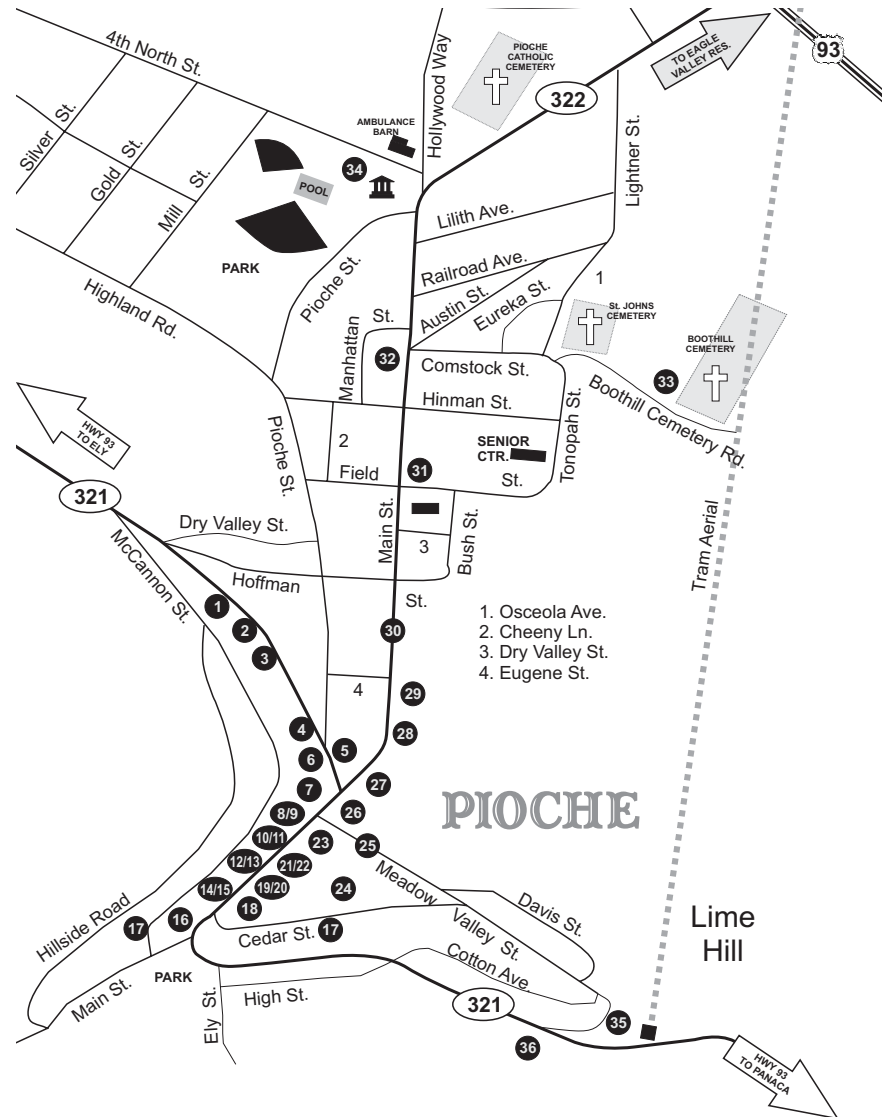 4th North St.
Hollywood Way
PIOCHE
CATHOLIC
CEMETERY
TO EAGLE
VALLEY RES.
93
322
Silver St.
Gold St.
Mill St.
AMBULANCE
BARN
34
POOL
Lightner St.
Lilith Ave.
PARK
Pioche St.
Railroad Ave.
Highland Rd.
Austin St.
Eureka St.
1
St. JOHNS
CEMETERY
BOOTHILL
CEMETERY
Manhattan St.
32
Comstock St.
33
Boothill Cemetery Rd.
Hinman St.
Tonopah St.
HWY 93
TO ELY
Pioche St.
2
SENIOR
CTR.
Field St.
31
321
Dry Valley St.
Main St.
Bush St.
3
McCannon St.
Hoffman St.
Tram Aerial
1
2
3
30
1. Osceola Ave.
2. Cheeny Ln.
3. Dry Valley St.
4. Eugene St.
4
29
4
28
5
6
27
7
26
8/9
PIOCHE
10/11
23
25
12/13
21/22
14/15
19/20
24
Meadow Valley St.
Davis St.
18
16
17
Hillside Road
Cedar St.
17
Lime
Hill
PARK
Cotton Ave.
Main St.
Ely St.
High St.
321
35
36
HWY 93
TO PANACA